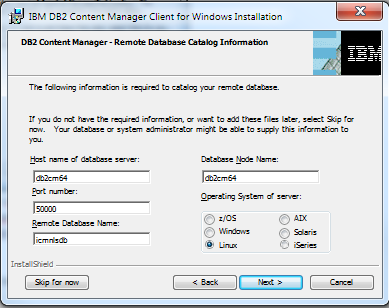 IBM DB2 Content Manager Client for Windows Installation
DB2 Content Manager - Remote Database Catalog Information
IBM
The following information is required to catalog your remote database.
If you do not have the required information, or want to add these files later, select Skip for
now. Your database or system administrator might be able to supply this information to
you.
Host name of database server:
db2cm64
Port number:
50000
Remote Database Name:
icmnlsdb
Database Node Name:
db2cm64
Operating System of server:
z/OS
AIX
Windows
Solaris
Linux
iSeries
InstallShield
Skip for now
< Back
Next >
Cancel